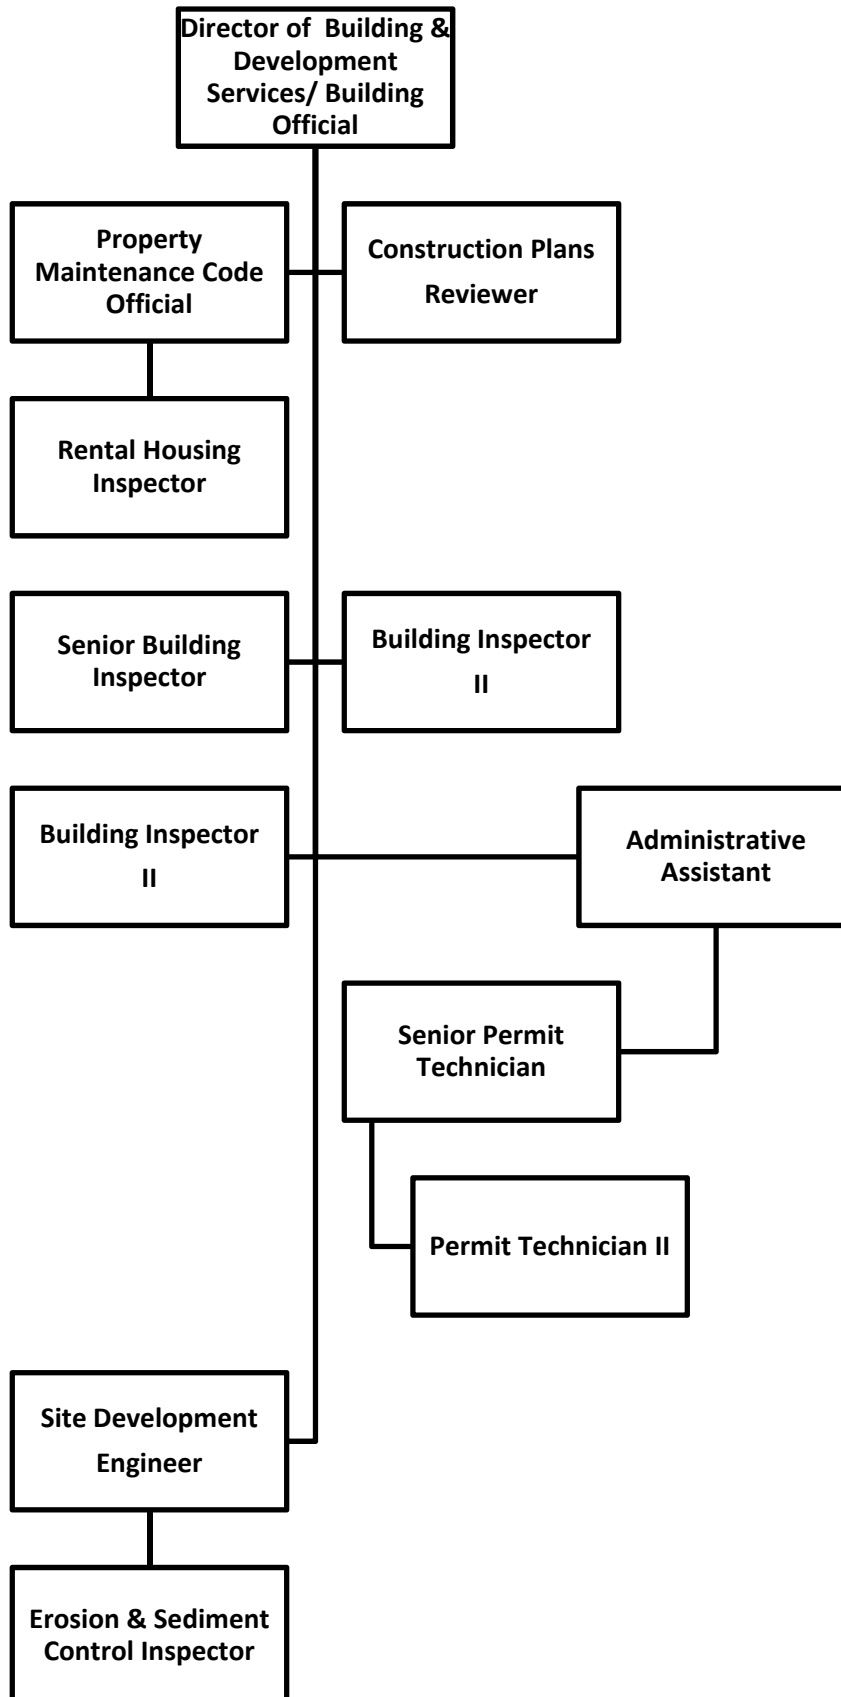 Director of  Building &
Development
Services/ Building
Official
Property
Maintenance Code
Official
Construction Plans
Reviewer
Rental Housing
Inspector
Senior Building
Inspector
Building Inspector
II
Building Inspector
II
Administrative
Assistant
Senior Permit
Technician
Permit Technician II
Site Development
Engineer
Erosion & Sediment
Control Inspector